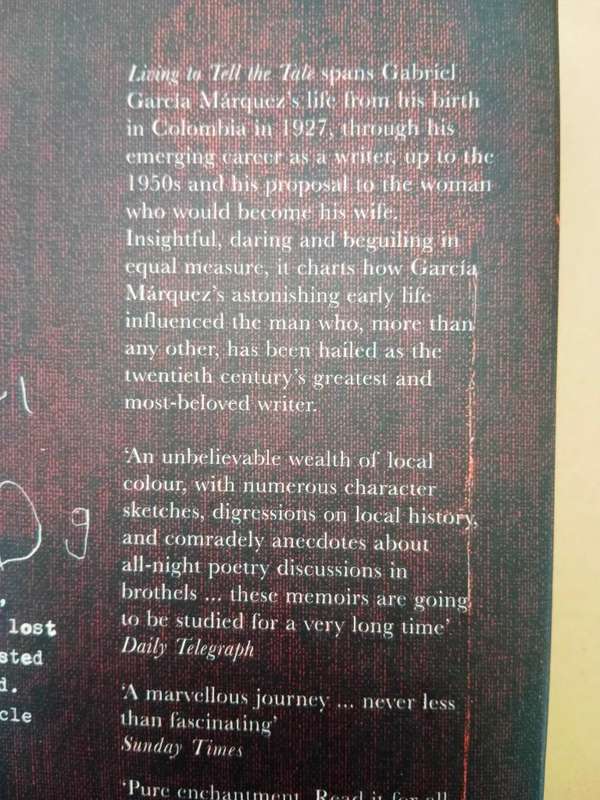 Living to Tell the Tale spans Gabriel
García Márquez's life from his birth
in Colombia in 1927, through his
emerging career as a writer, up to the
1950s and his proposal to the woman
who would become his wife.
Insightful, daring and beguiling in
equal measure, it charts how García
Márquez's astonishing early life
influenced the man who, more than
any other, has been hailed as the
twentieth century's greatest and
most-beloved writer.
'An unbelievable wealth of local
colour, with numerous character
sketches, digressions on local history,
and comradely anecdotes about
all-night poetry discussions in
brothels ... these memoirs are going
to be studied for a very long time'
Daily Telegraph
'A marvellous journey ... never less
than fascinating'
Sunday Times
'Pure enchantment. Read it for all
g
lost
sted
d.
cle